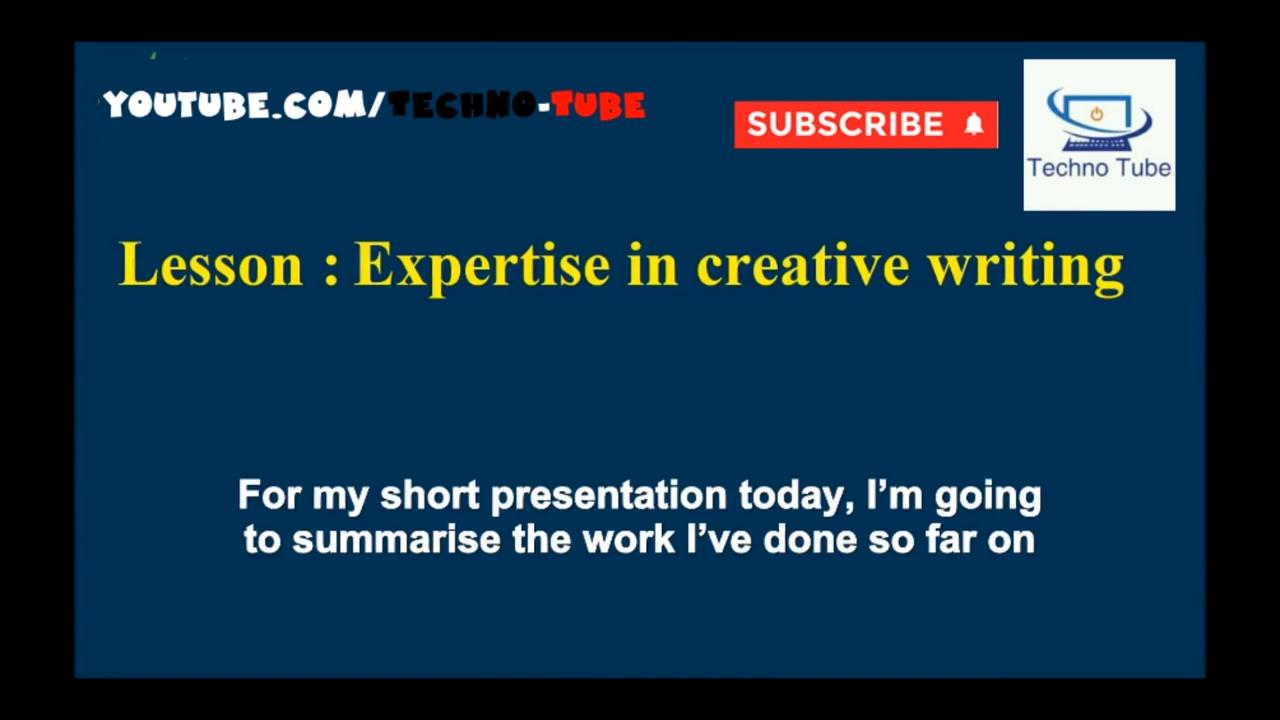 YOUTUBE.COM/TECHNO-TUBE
SUBSCRIBE
Techno Tube
Lesson : Expertise in creative writing
For my short presentation today, I’m going
to summarise the work I’ve done so far on